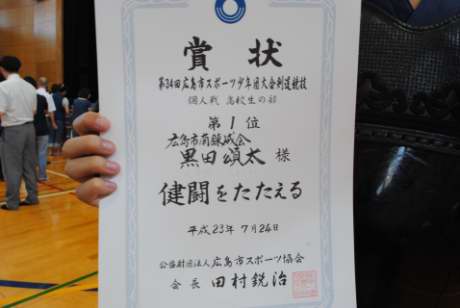 賞状
第34回広島市スポーツ少年団大会剣道競技
個人戦 高校生の部
第1位
広島市南錬成会
黒田頌太 様
健闘をたたえる
平成23年7月24日
公益財団法人広島市スポーツ協会
会長 田村鋭治